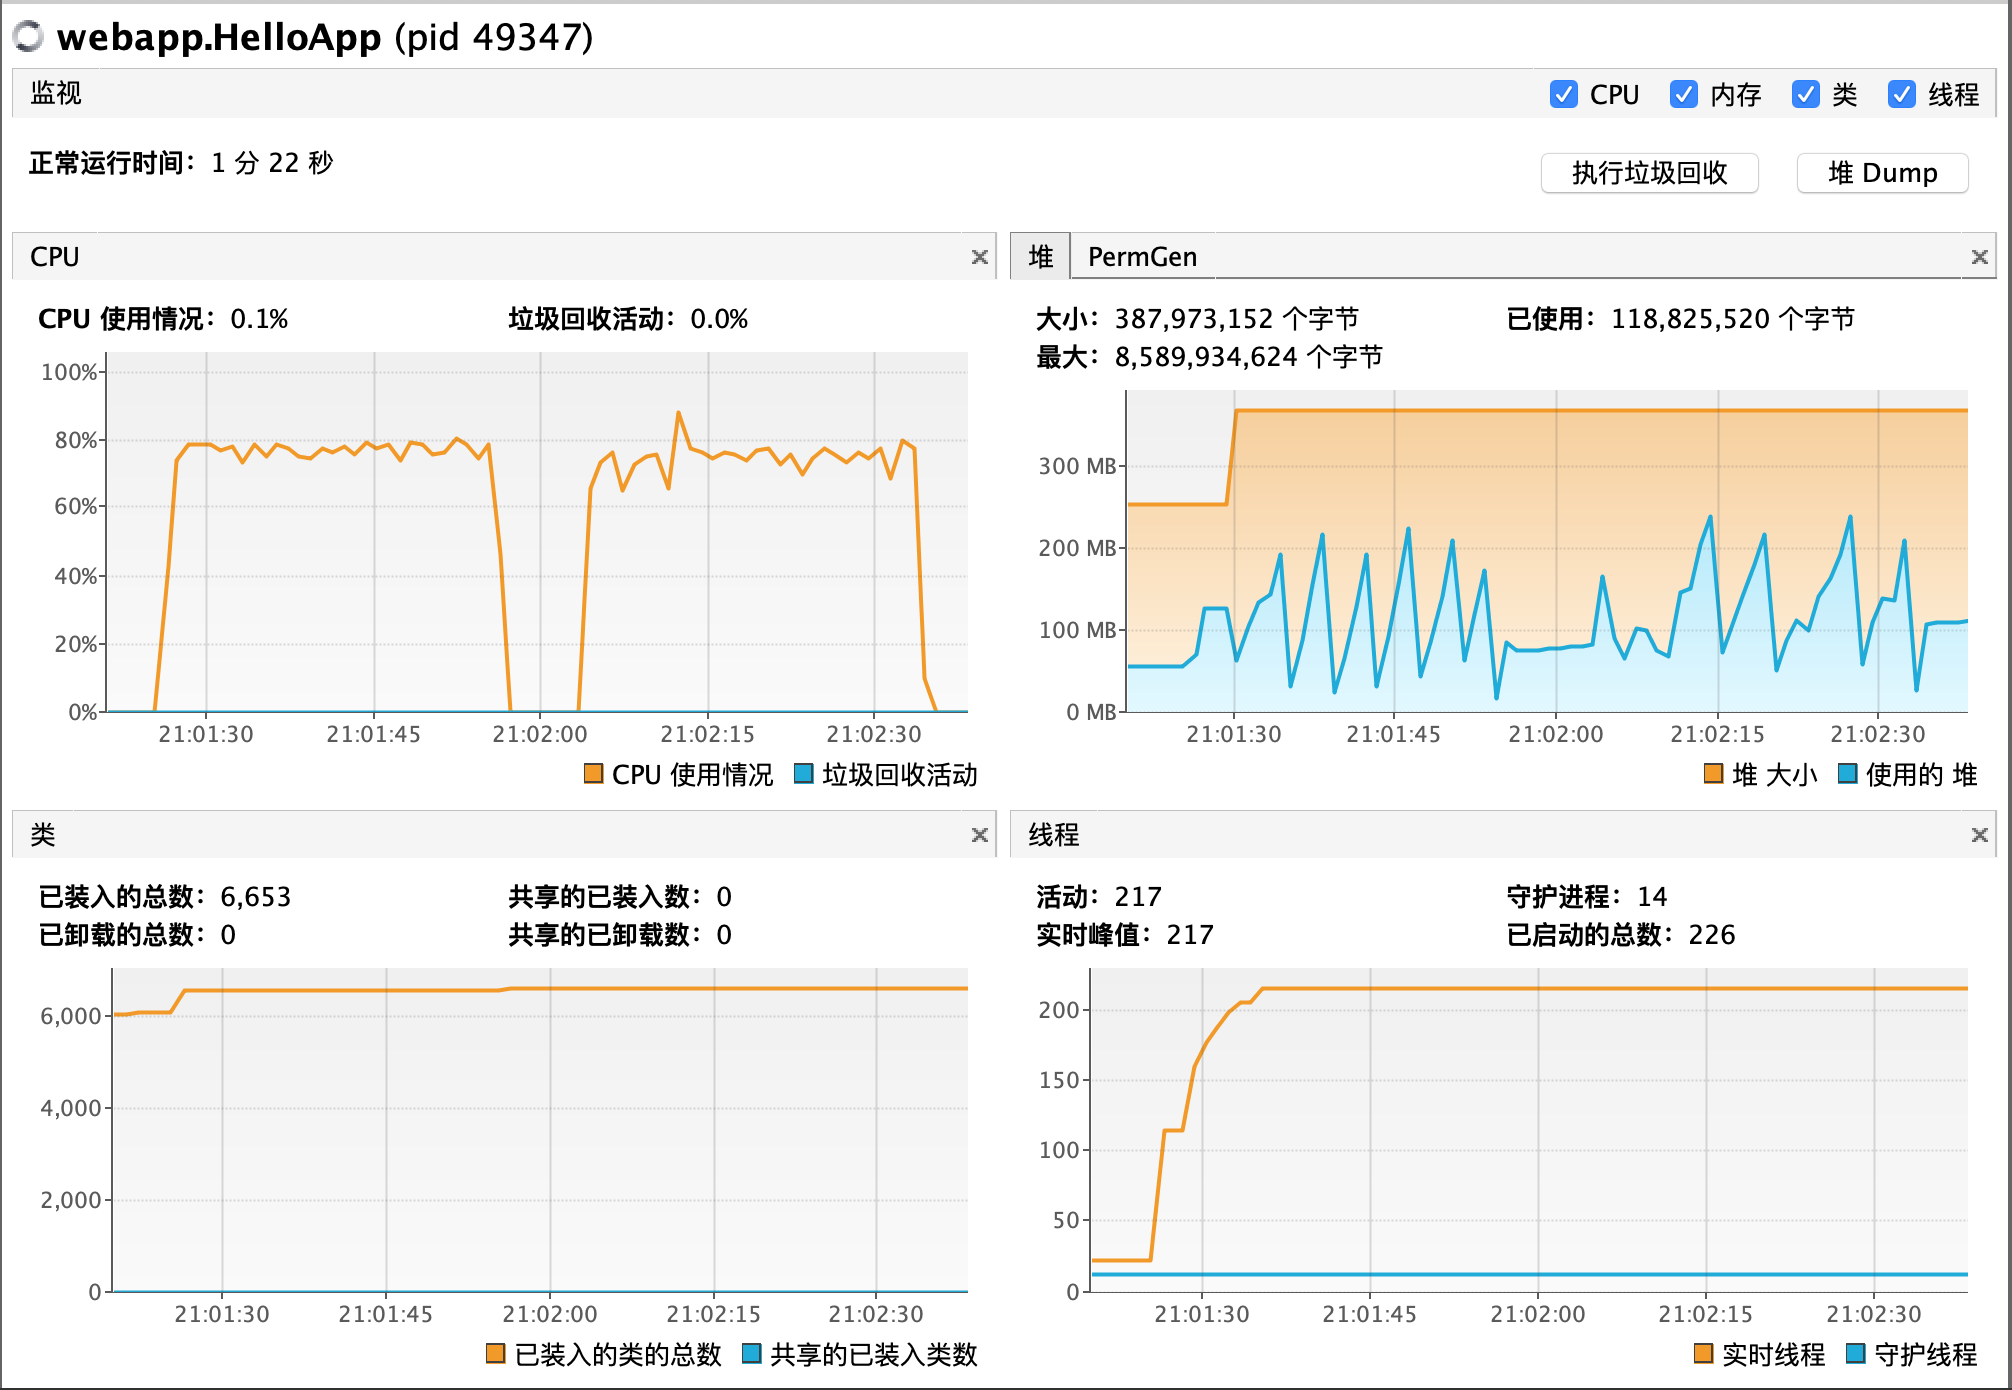 webapp.HelloApp (pid 49347)
监视
CPU 内存 类 线程
正常运行时间：1 分 22 秒
执行垃圾回收 堆 Dump
CPU
CPU 使用情况：0.1% 垃圾回收活动：0.0%
100%
80%
60%
40%
20%
0%
21:01:30 21:01:45 21:02:00 21:02:15 21:02:30
CPU 使用情况 垃圾回收活动
堆 PermGen
大小：387,973,152 个字节 已使用：118,825,520 个字节
最大：8,589,934,624 个字节
300 MB
200 MB
100 MB
0 MB
21:01:30 21:01:45 21:02:00 21:02:15 21:02:30
堆 大小 使用的 堆
类
已装入的总数：6,653 共享的已装入数：0
已卸载的总数：0 共享的已卸载数：0
6,000
4,000
2,000
0
21:01:30 21:01:45 21:02:00 21:02:15 21:02:30
已装入的类的总数 共享的已装入类数
线程
活动：217 守护进程：14
实时峰值：217 已启动的总数：226
200
150
100
50
0
21:01:30 21:01:45 21:02:00 21:02:15 21:02:30
实时线程 守护线程